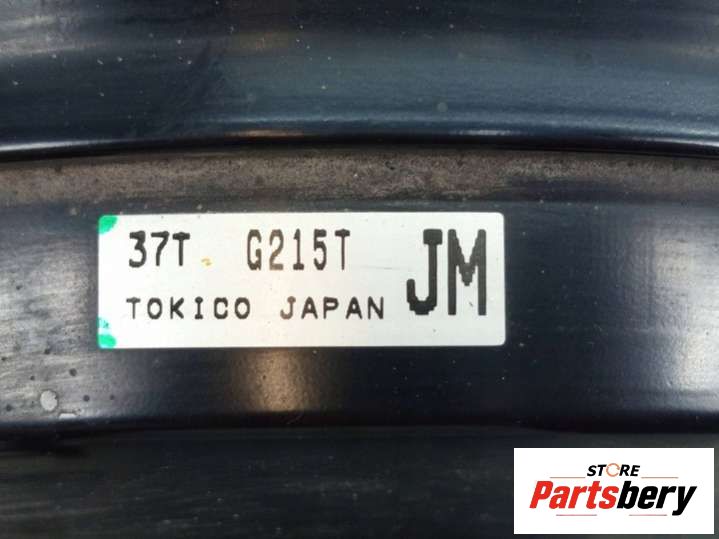 37T G215T JM
TOKICO JAPAN
STORE
Partsbery